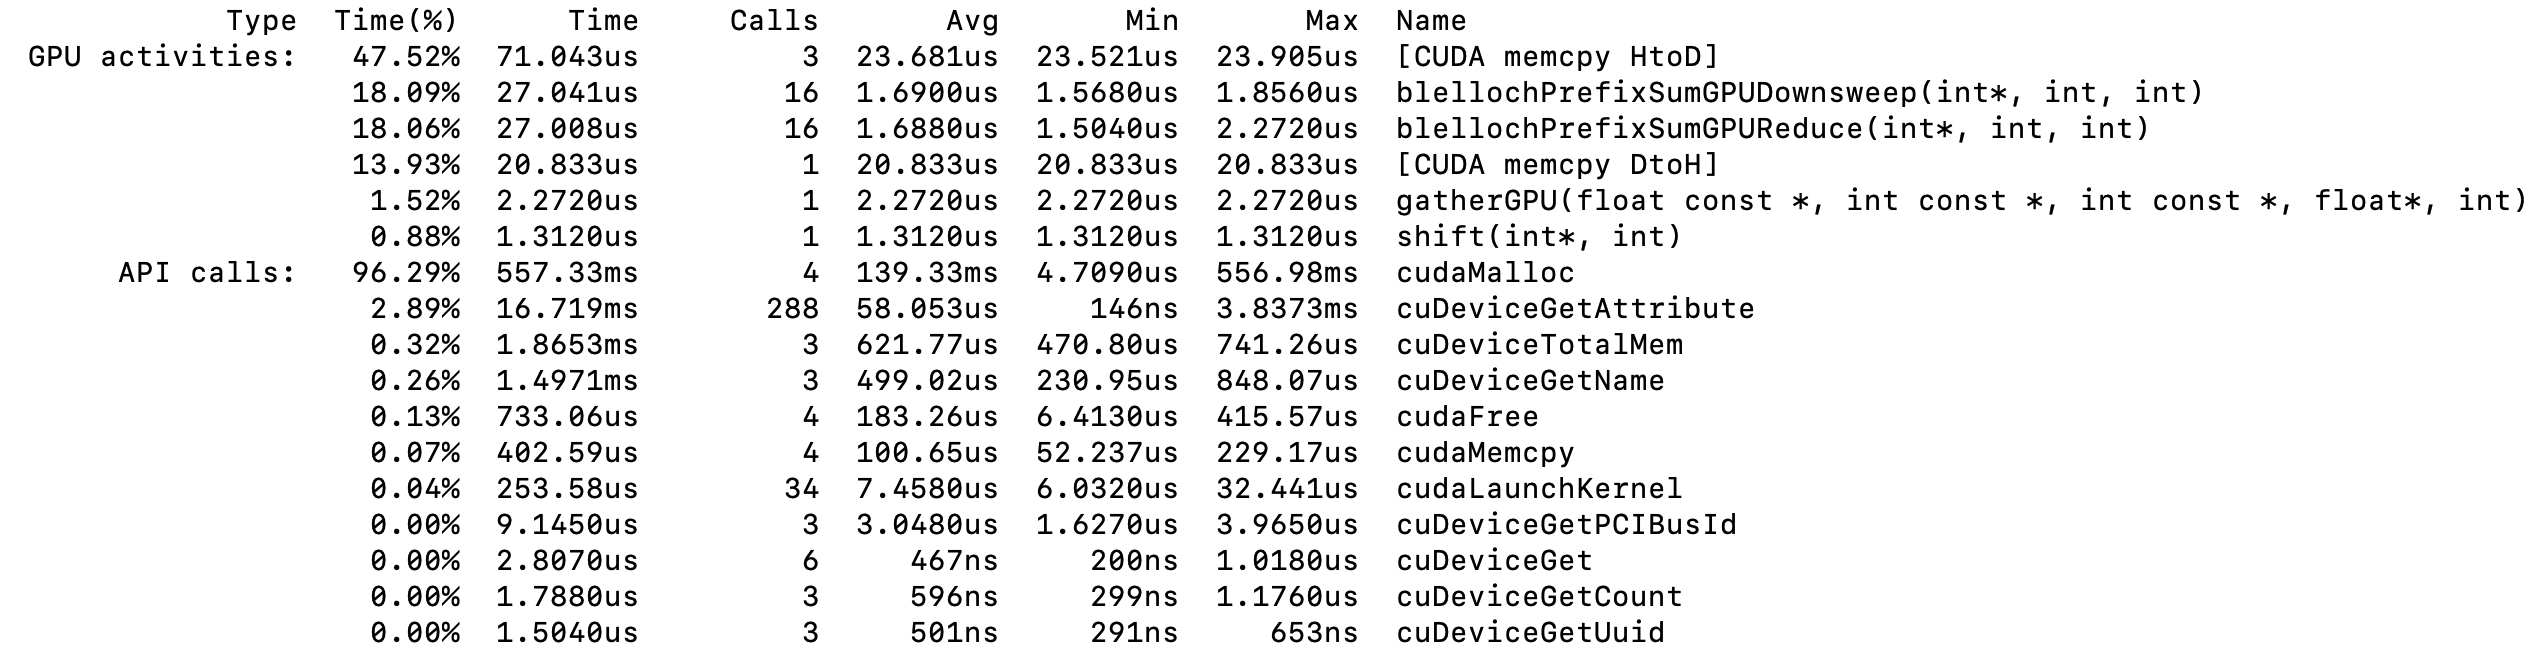 Type Time(%) Time Calls Avg Min Max Name
GPU activities: 47.52% 71.043us 3 23.681us 23.521us 23.905us [CUDA memcpy HtoD]
18.09% 27.041us 16 1.6900us 1.5680us 1.8560us blellochPrefixSumGPUDownsweep(int*, int, int)
18.06% 27.008us 16 1.6880us 1.5040us 2.2720us blellochPrefixSumGPUReduce(int*, int, int)
13.93% 20.833us 1 20.833us 20.833us 20.833us [CUDA memcpy DtoH]
1.52% 2.2720us 1 2.2720us 2.2720us 2.2720us gatherGPU(float const *, int const *, int const *, float*, int)
0.88% 1.3120us 1 1.3120us 1.3120us 1.3120us shift(int*, int)
API calls: 96.29% 557.33ms 4 139.33ms 4.7090us 556.98ms cudaMalloc
2.89% 16.719ms 288 58.053us 146ns 3.8373ms cuDeviceGetAttribute
0.32% 1.8653ms 3 621.77us 470.80us 741.26us cuDeviceTotalMem
0.26% 1.4971ms 3 499.02us 230.95us 848.07us cuDeviceGetName
0.13% 733.06us 4 183.26us 6.4130us 415.57us cudaFree
0.07% 402.59us 4 100.65us 52.237us 229.17us cudaMemcpy
0.04% 253.58us 34 7.4580us 6.0320us 32.441us cudaLaunchKernel
0.00% 9.1450us 3 3.0480us 1.6270us 3.9650us cuDeviceGetPCIBusId
0.00% 2.8070us 6 467ns 200ns 1.0180us cuDeviceGet
0.00% 1.7880us 3 596ns 299ns 1.1760us cuDeviceGetCount
0.00% 1.5040us 3 501ns 291ns 653ns cuDeviceGetUuid